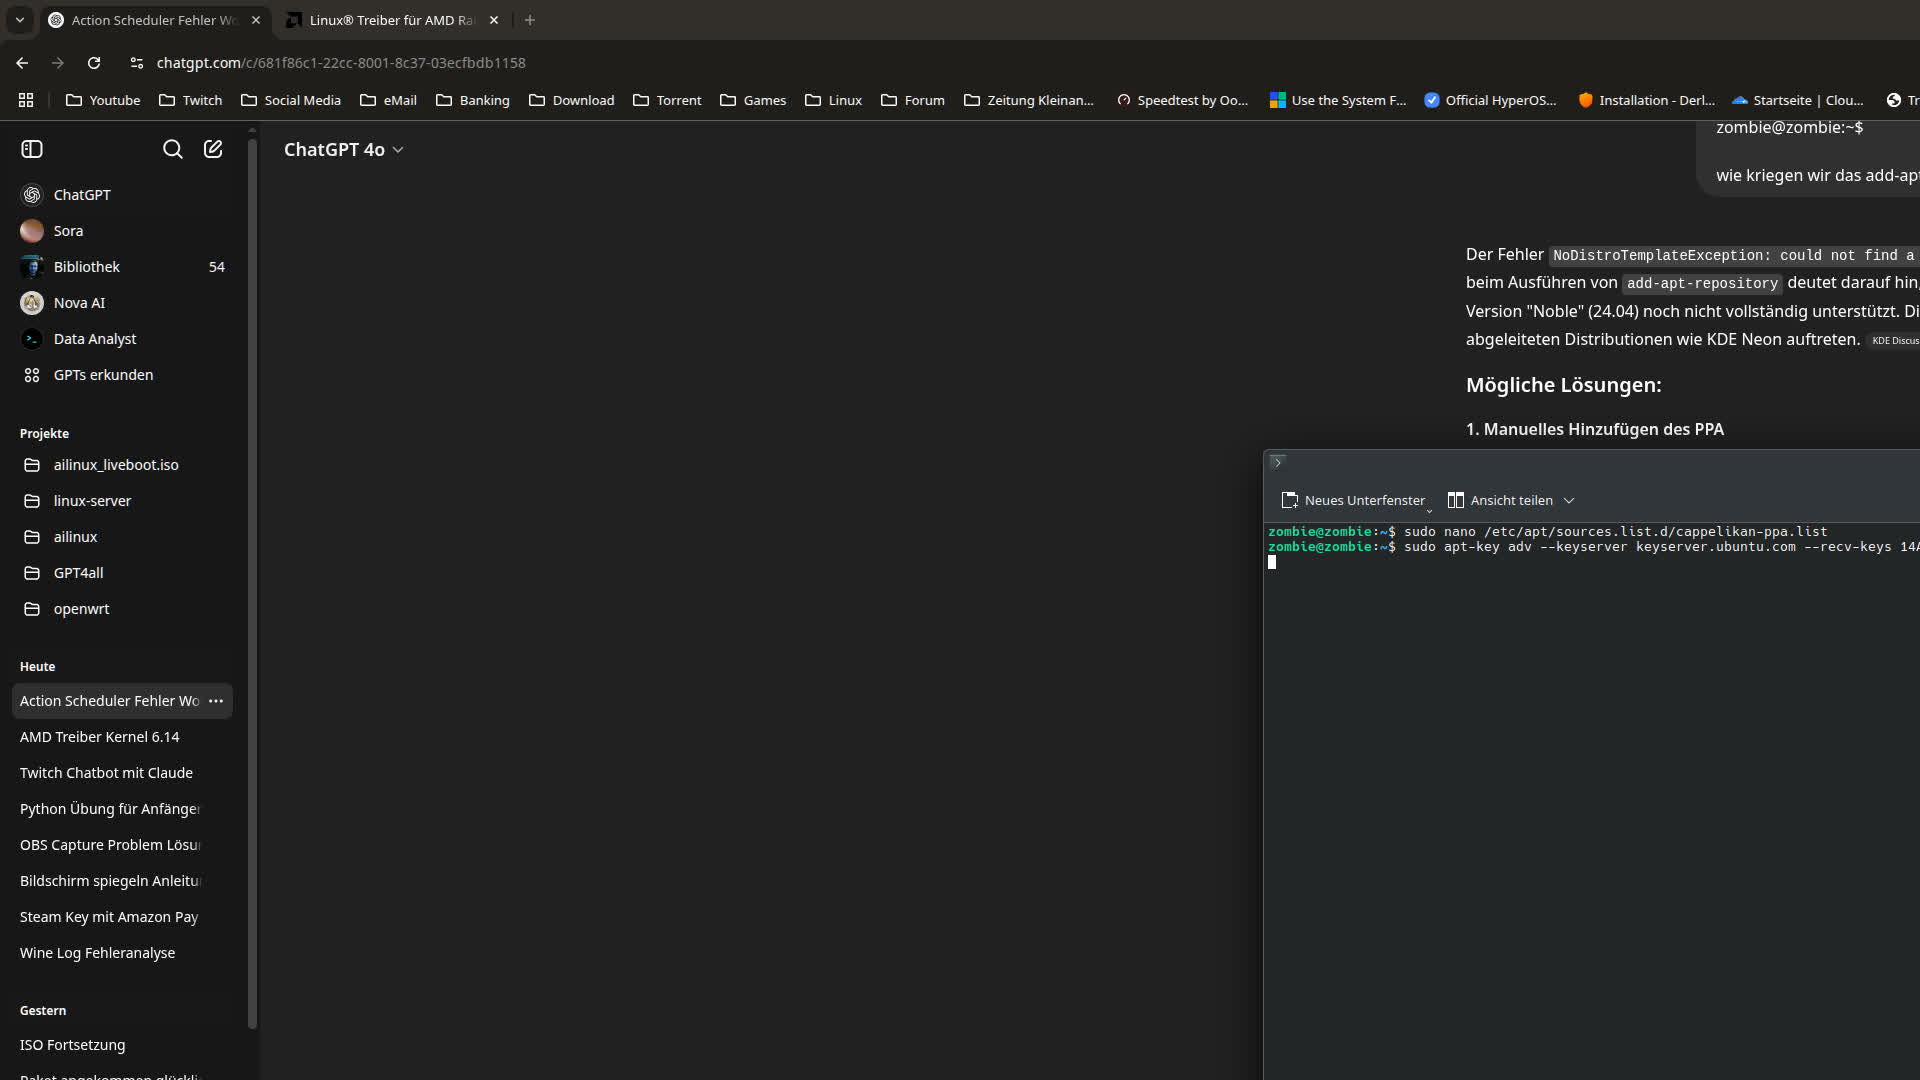 Action Scheduler Fehler Wo
Linux® Treiber für AMD Ra
chatgpt.com/c/681f86c1-22cc-8001-8c37-03ecfbdb1158
Youtube
Twitch
Social Media
eMail
Banking
Download
Torrent
Games
Linux
Forum
Zeitung Kleinan...
Speedtest by Oo...
Use the System F...
Official HyperOS...
Installation - Derl...
Startseite | Clou...
Tr
ChatGPT 4o
ChatGPT
Sora
Bibliothek 54
Nova AI
Data Analyst
GPTs erkunden
Projekte
ailinux_liveboot.iso
linux-server
ailinux
GPT4all
openwrt
Heute
Action Scheduler Fehler Wo
AMD Treiber Kernel 6.14
Twitch Chatbot mit Claude
Python Übung für Anfänger
OBS Capture Problem Lösu
Bildschirm spiegeln Anleitu
Steam Key mit Amazon Pay
Wine Log Fehleranalyse
Gestern
ISO Fortsetzung
Paket angekommen glückli
zombie@zombie:~$
wie kriegen wir das add-apt
Der Fehler NoDistroTemplateException: could not find a
beim Ausführen von add-apt-repository deutet darauf hin,
Version "Noble" (24.04) noch nicht vollständig unterstützt. Di
abgeleiteten Distributionen wie KDE Neon auftreten. KDE Discus
Mögliche Lösungen:
1. Manuelles Hinzufügen des PPA
Neues Unterfenster
Ansicht teilen
zombie@zombie:~$ sudo nano /etc/apt/sources.list.d/cappelikan-ppa.list
zombie@zombie:~$ sudo apt-key adv --keyserver keyserver.ubuntu.com --recv-keys 14A